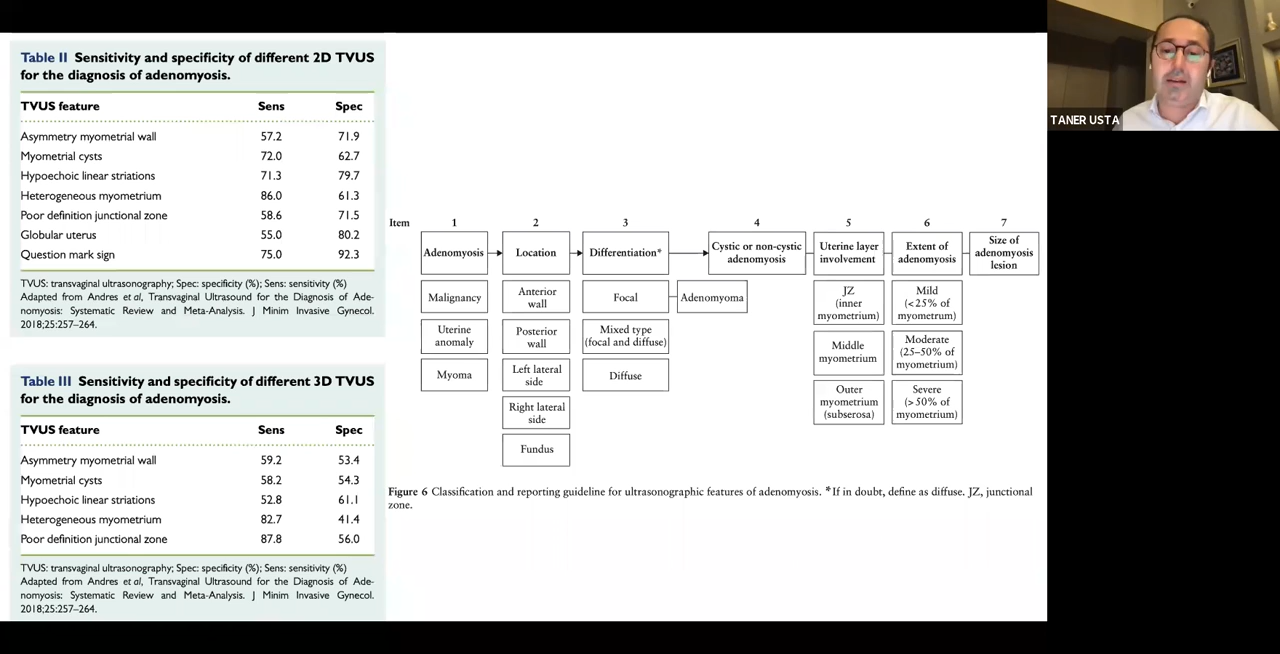 Table II Sensitivity and specificity of different 2D TVUS
for the diagnosis of adenomyosis.
TVUS feature Sens Spec
Asymmetry myometrial wall 57.2 71.9
Myometrial cysts 72.0 62.7
Hypoechoic linear striations 71.3 79.7
Heterogeneous myometrium 86.0 61.3
Poor definition junctional zone 58.6 71.5
Globular uterus 55.0 80.2
Question mark sign 75.0 92.3
TVUS: transvaginal ultrasonography; Spec: specificity (%); Sens: sensitivity (%)
Adapted from Andres et al, Transvaginal Ultrasound for the Diagnosis of Ade-
nomyosis: Systematic Review and Meta-Analysis. J Minim Invasive Gynecol.
2018;25:257–264.
Table III Sensitivity and specificity of different 3D TVUS
for the diagnosis of adenomyosis.
TVUS feature Sens Spec
Asymmetry myometrial wall 59.2 53.4
Myometrial cysts 58.2 54.3
Hypoechoic linear striations 52.8 61.1
Heterogeneous myometrium 82.7 41.4
Poor definition junctional zone 87.8 56.0
TVUS: transvaginal ultrasonography; Spec: specificity (%); Sens: sensitivity (%)
Adapted from Andres et al, Transvaginal Ultrasound for the Diagnosis of Ade-
nomyosis: Systematic Review and Meta-Analysis. J Minim Invasive Gynecol.
2018;25:257–264.
Item 1 2 3 4 5 6 7
Adenomyosis
Malignancy
Uterine
anomaly
Myoma
Location
Anterior
wall
Posterior
wall
Left lateral
side
Right lateral
side
Fundus
Differentiation*
Focal
Adenomyoma
Mixed type
(focal and diffuse)
Diffuse
Cystic or non-cystic
adenomyosis
Uterine layer
involvement
JZ
(inner
myometrium)
Middle
myometrium
Outer
myometrium
(subserosa)
Extent of
adenomyosis
Mild
(<25% of
myometrum)
Moderate
(25–50% of
myometrium)
Severe
(>50% of
myometrium)
Size of
adenomyosis
lesion
Figure 6 Classification and reporting guideline for ultrasonographic features of adenomyosis. *If in doubt, define as diffuse. JZ, junctional
zone.
TANER USTA